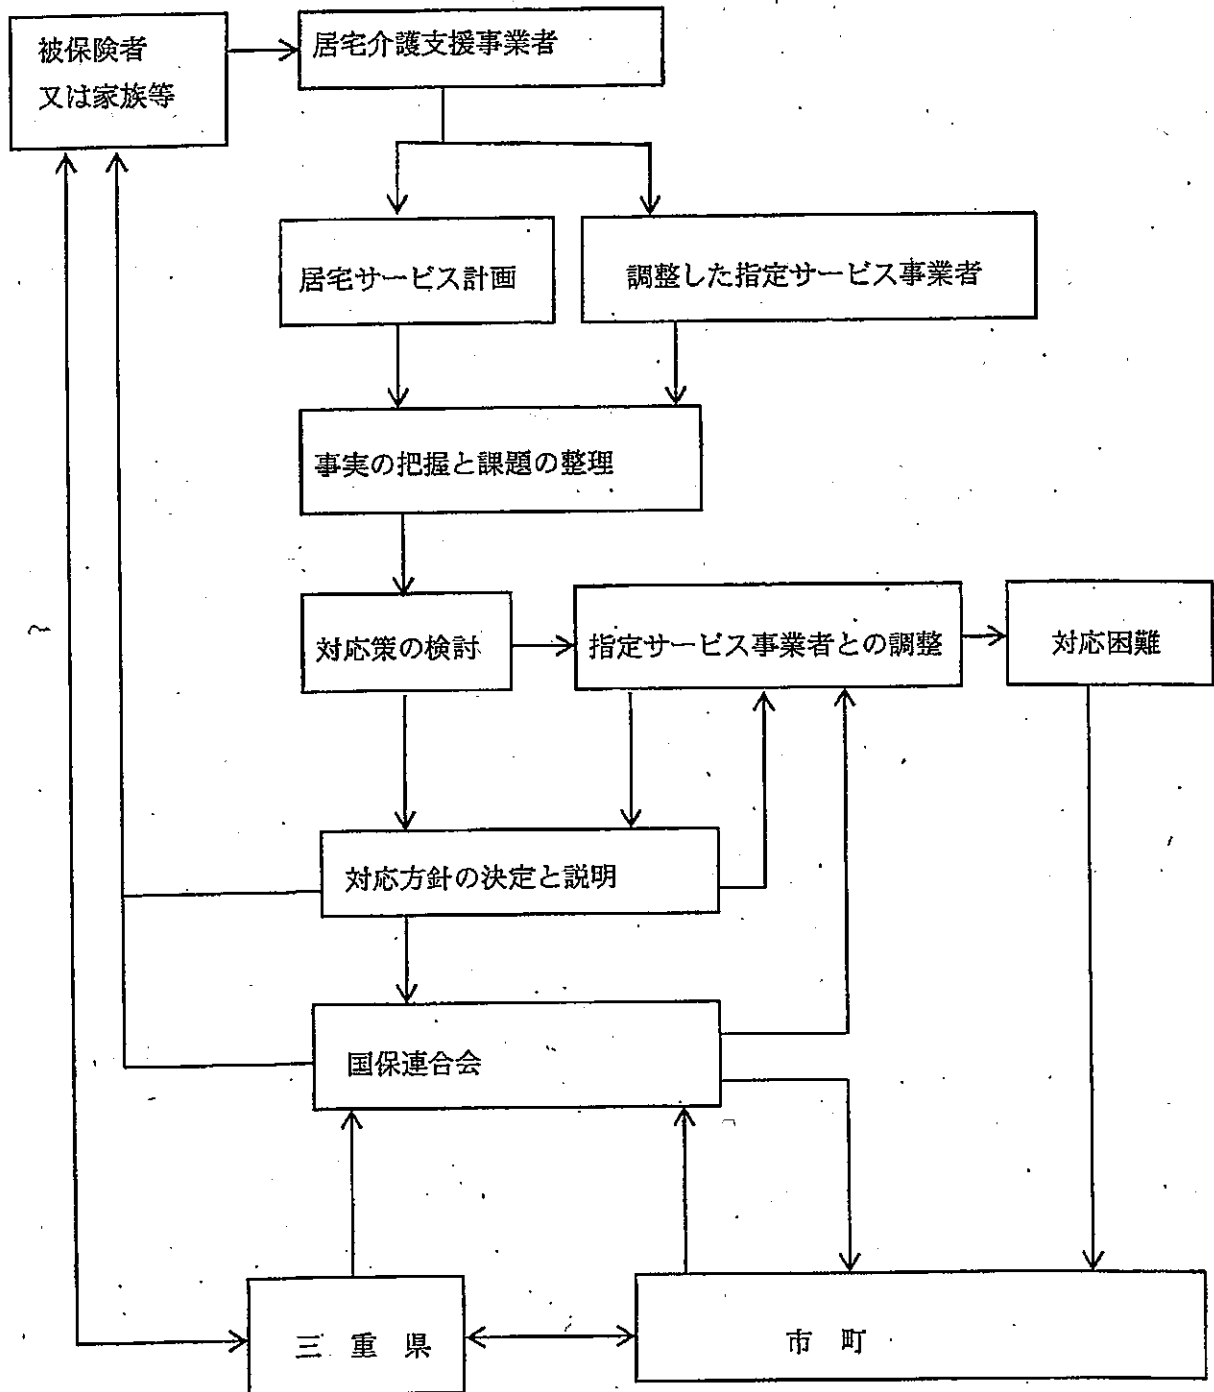 被保険者
又は家族等
居宅介護支援事業者
居宅サービス計画
調整した指定サービス事業者
事実の把握と課題の整理
対応策の検討
指定サービス事業者との調整
対応困難
対応方針の決定と説明
国保連合会
三重県
市町